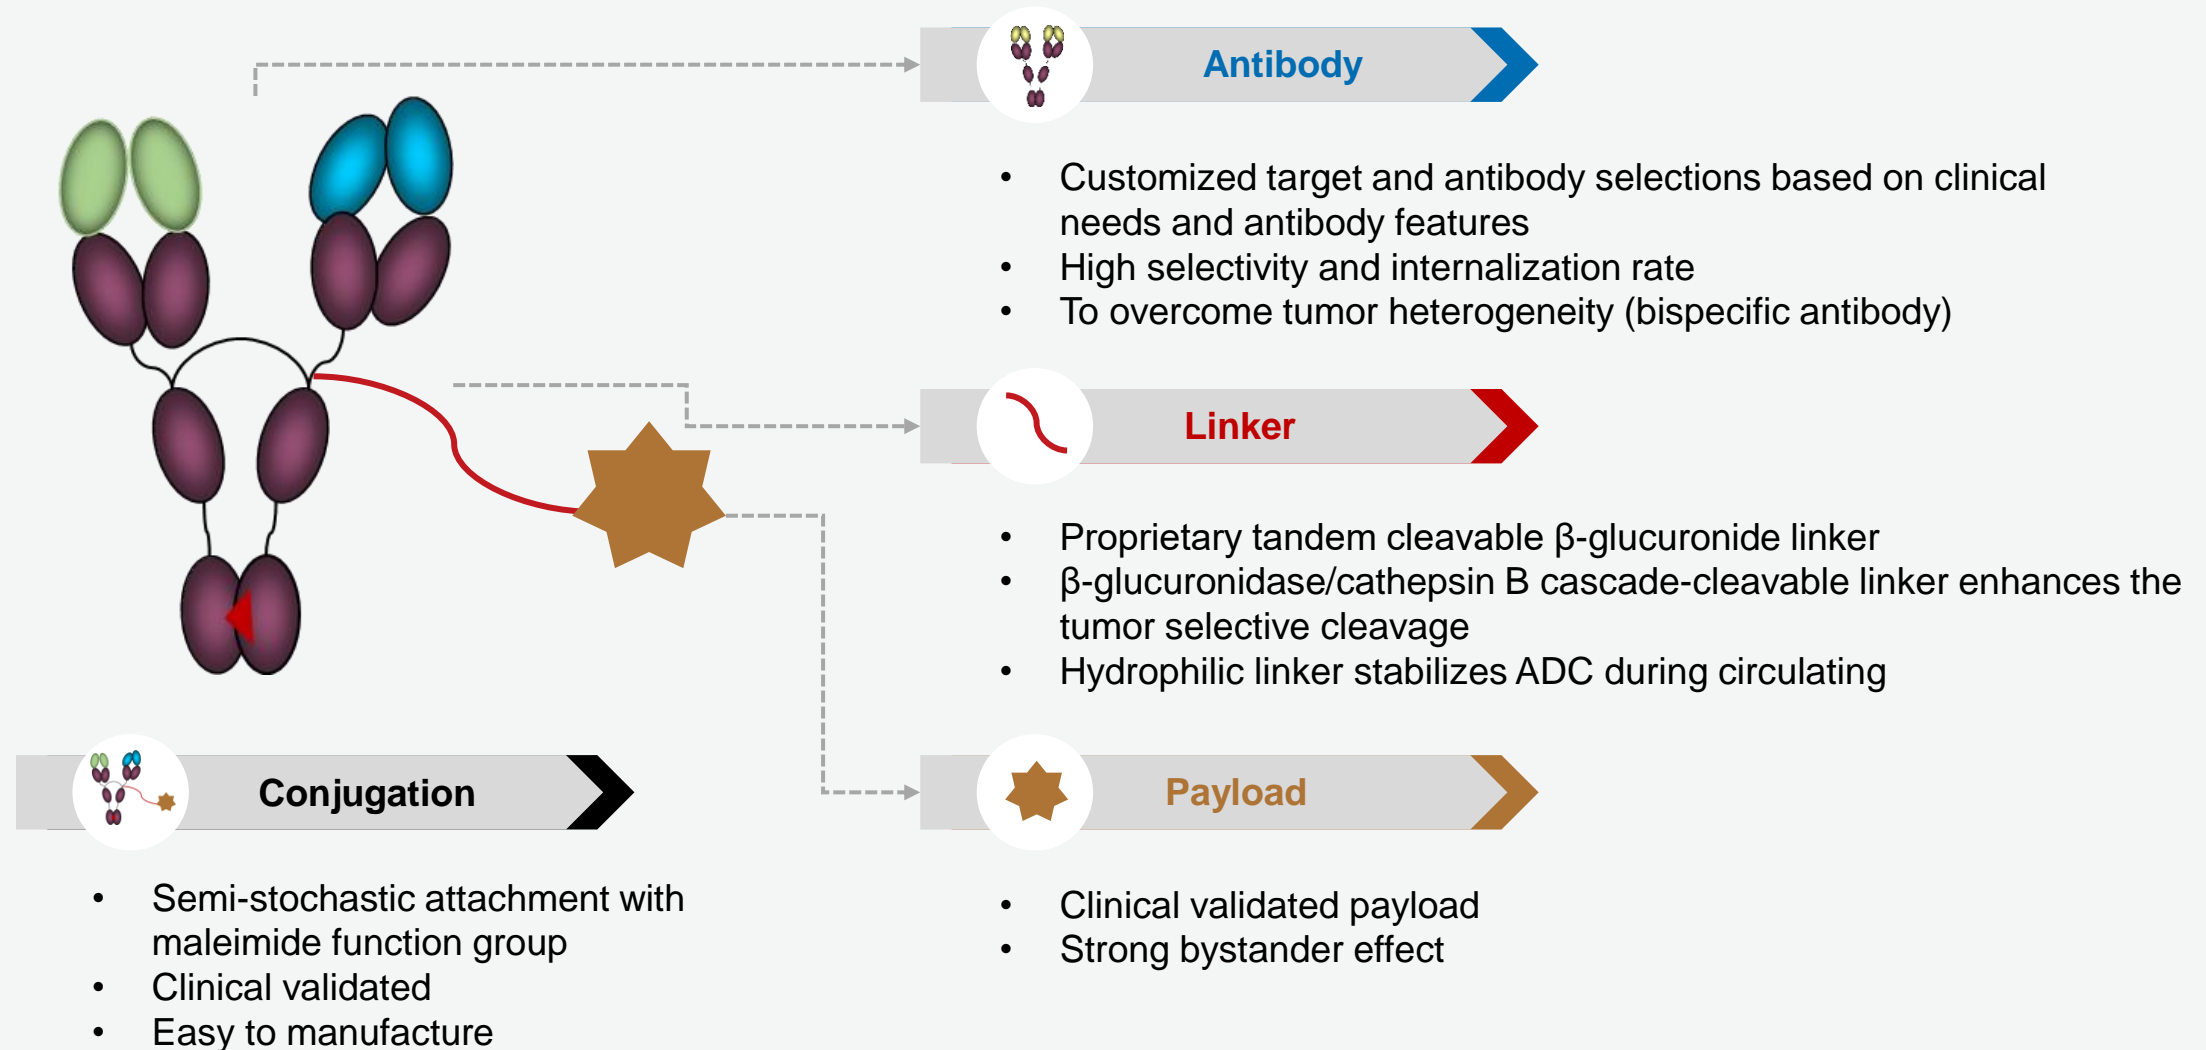 Antibody
• Customized target and antibody selections based on clinical
needs and antibody features
• High selectivity and internalization rate
• To overcome tumor heterogeneity (bispecific antibody)
Linker
• Proprietary tandem cleavable β-glucuronide linker
• β-glucuronidase/cathepsin B cascade-cleavable linker enhances the
tumor selective cleavage
• Hydrophilic linker stabilizes ADC during circulating
Conjugation
• Semi-stochastic attachment with
maleimide function group
• Clinical validated
• Easy to manufacture
Payload
• Clinical validated payload
• Strong bystander effect